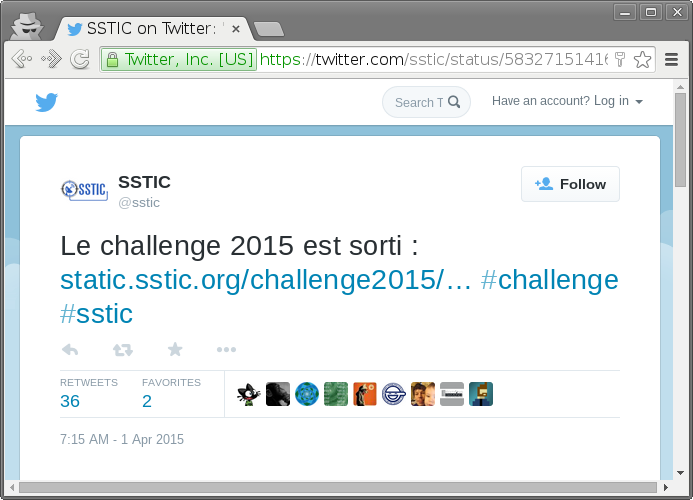 SSTIC on Twitter: '
Twitter, Inc. [US] https://twitter.com/sstic/status/58327151416
Search T
Have an account? Log in
SSTIC
SSTIC
@sstic
Follow
Le challenge 2015 est sorti :
static.sstic.org/challenge2015/… #challenge
#sstic
RETWEETS FAVORITES
36 2
7:15 AM - 1 Apr 2015